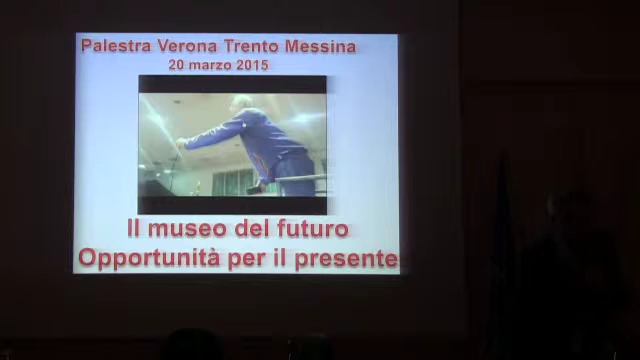 Palestra Verona Trento Messina
20 marzo 2015
Il museo del futuro
Opportunità per il presente